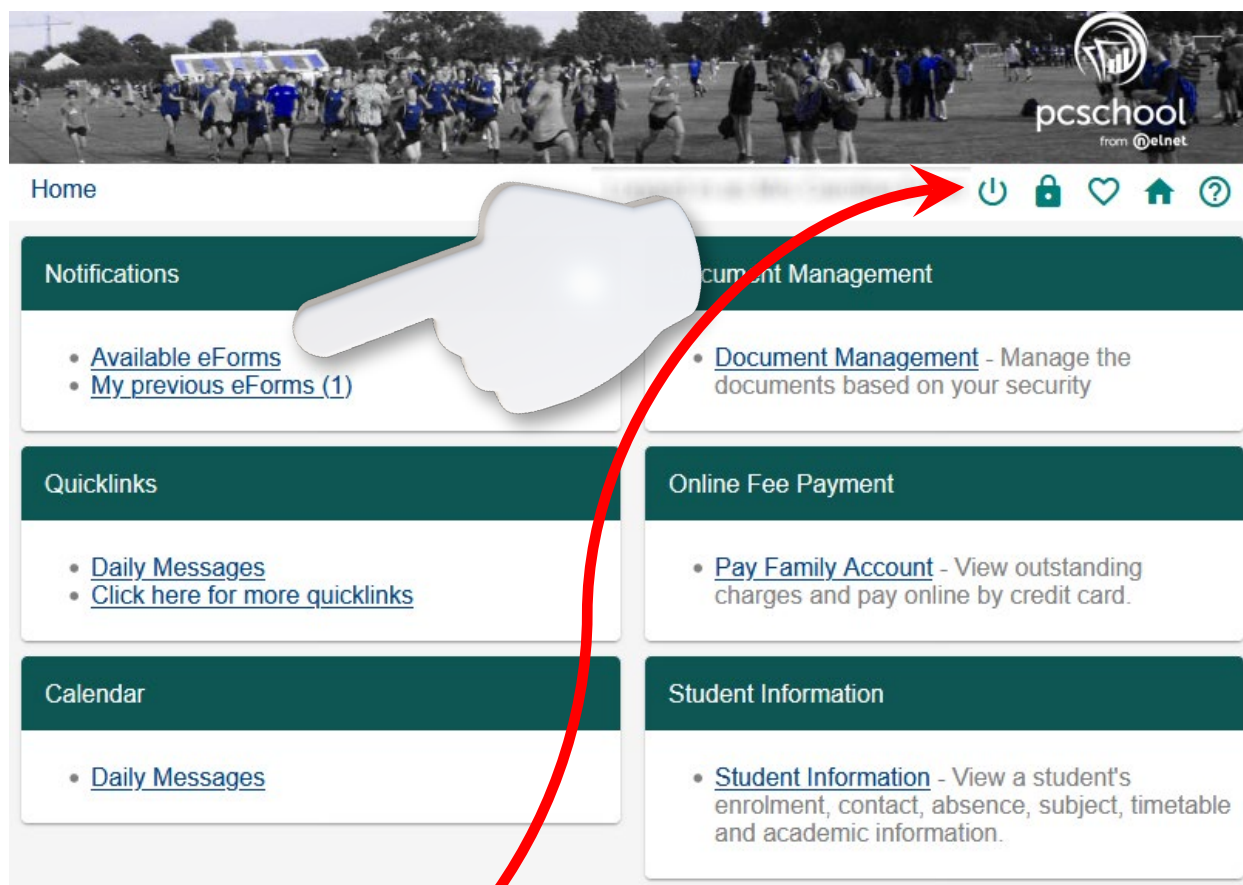 pcschool
from nelnet
Home
Notifications
Available eForms
My previous eForms (1)
cument Management
Document Management - Manage the
documents based on your security
Quicklinks
Daily Messages
Click here for more quicklinks
Online Fee Payment
Pay Family Account - View outstanding
charges and pay online by credit card.
Calendar
Daily Messages
Student Information
Student Information - View a student's
enrolment, contact, absence, subject, timetable
and academic information.